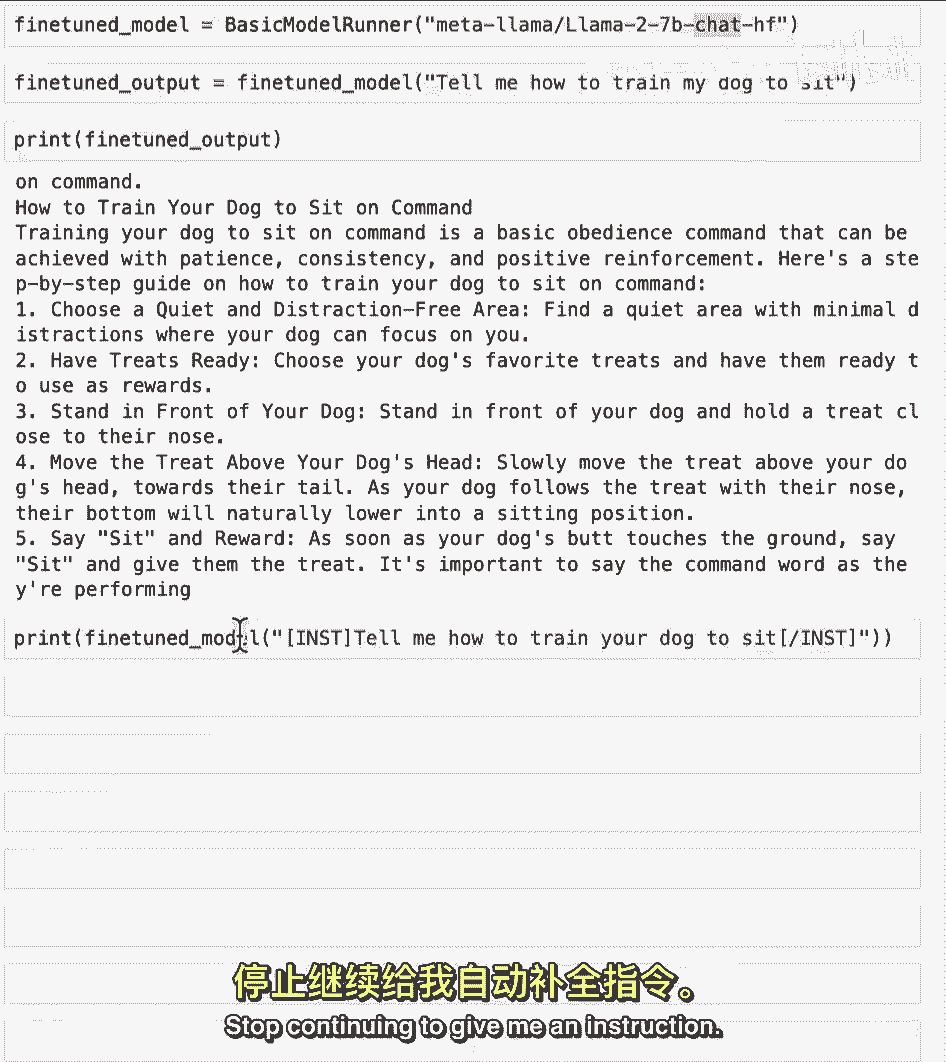 finetuned_model = BasicModelRunner("meta-llama/Llama-2-7b-chat-hf")
finetuned_output = finetuned_model("Tell me how to train my dog to sit")
print(finetuned_output)
on command.
How to Train Your Dog to Sit on Command
Training your dog to sit on command is a basic obedience command that can be
achieved with patience, consistency, and positive reinforcement. Here's a ste
p-by-step guide on how to train your dog to sit on command:
1. Choose a Quiet and Distraction-Free Area: Find a quiet area with minimal d
istractions where your dog can focus on you.
2. Have Treats Ready: Choose your dog's favorite treats and have them ready t
o use as rewards.
3. Stand in Front of Your Dog: Stand in front of your dog and hold a treat cl
ose to their nose.
4. Move the Treat Above Your Dog's Head: Slowly move the treat above your do
g's head, towards their tail. As your dog follows the treat with their nose,
their bottom will naturally lower into a sitting position.
5. Say "Sit" and Reward: As soon as your dog's butt touches the ground, say
"Sit" and give them the treat. It's important to say the command word as the
y're performing
print(finetuned_model("[INST]Tell me how to train your dog to sit[/INST]"))
停止继续给我自动补全指令。
Stop continuing to give me an instruction.